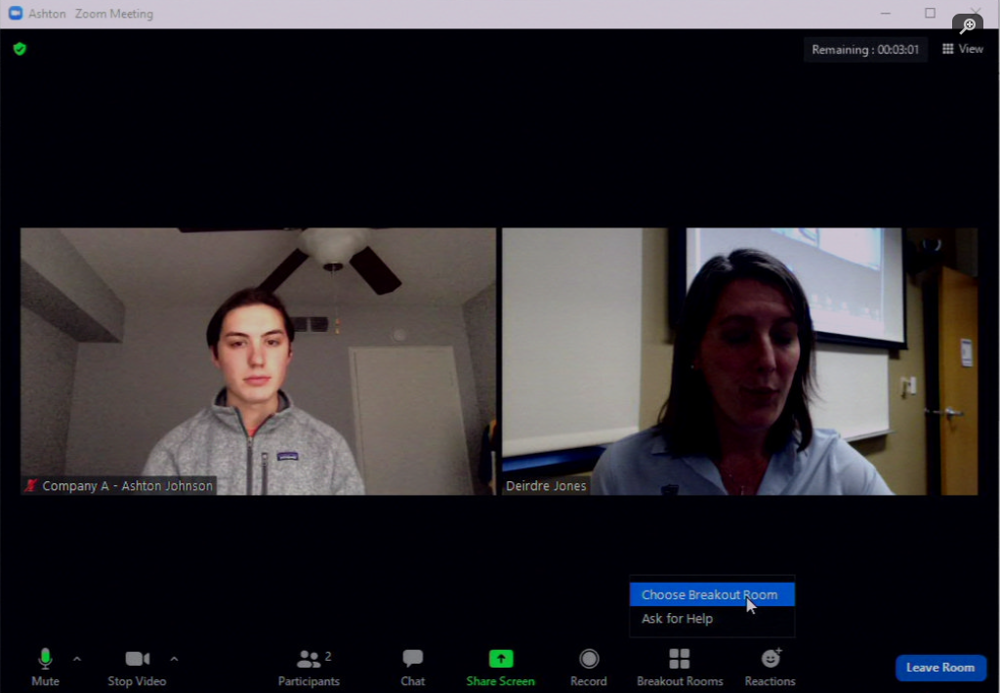 Ashton Zoom Meeting
Remaining : 00:03:01
View
Company A - Ashton Johnson
Deirdre Jones
Choose Breakout Room
Ask for Help
Mute
Stop Video
Participants
2
Chat
Share Screen
Record
Breakout Rooms
Reactions
Leave Room